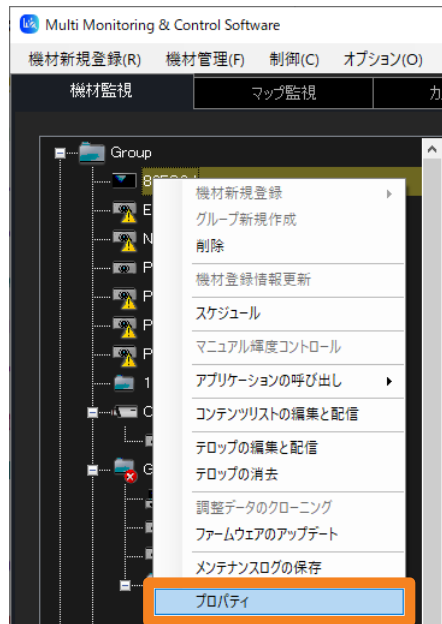 Multi Monitoring & Control Software
機材新規登録(R) 機材管理(F) 制御(C) オプション(O)
機材監視 マップ監視
Group
機材新規登録
グループ新規作成
削除
機材登録情報更新
スケジュール
マニュアル輝度コントロール
アプリケーションの呼び出し
コンテンツリストの編集と配信
テロップの編集と配信
テロップの消去
調整データのクローニング
ファームウェアのアップデート
メンテナンスログの保存
プロパティ